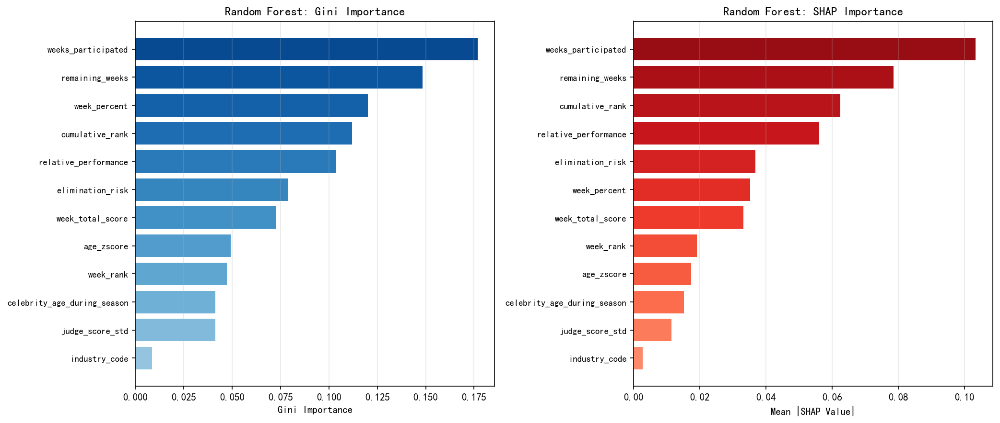 Random Forest: Gini Importance
weeks_participated
remaining_weeks
week_percent
cumulative_rank
relative_performance
elimination_risk
week_total_score
age_zscore
week_rank
celebrity_age_during_season
judge_score_std
industry_code
0.000 0.025 0.050 0.075 0.100 0.125 0.150 0.175
Gini Importance
Random Forest: SHAP Importance
weeks_participated
remaining_weeks
cumulative_rank
relative_performance
elimination_risk
week_percent
week_total_score
week_rank
age_zscore
celebrity_age_during_season
judge_score_std
industry_code
0.00 0.02 0.04 0.06 0.08 0.10
Mean |SHAP Value|